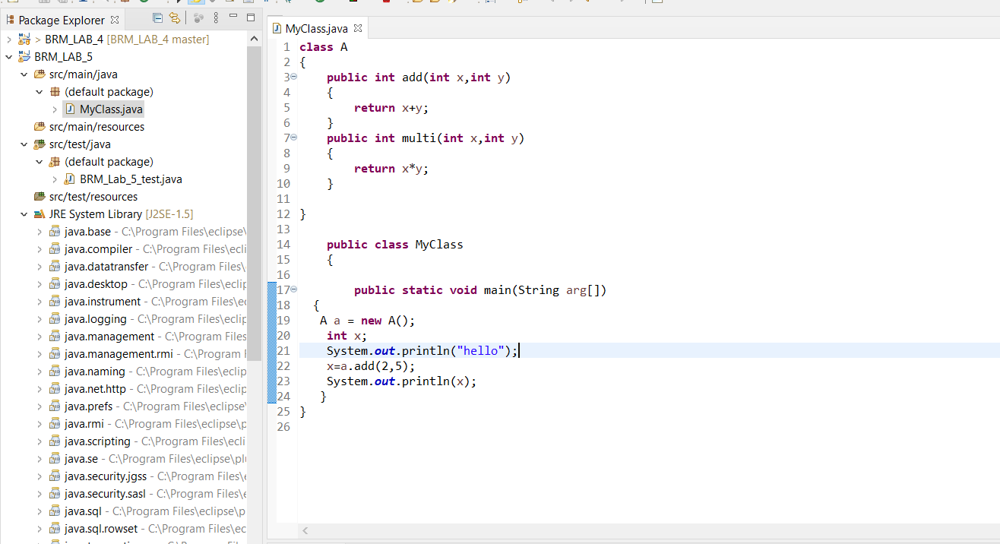 Package Explorer
BRM_LAB_4 [BRM_LAB_4 master]
BRM_LAB_5
src/main/java
(default package)
MyClass.java
src/main/resources
src/test/java
(default package)
BRM_Lab_5_test.java
src/test/resources
JRE System Library [J2SE-1.5]
java.base - C:\Program Files\eclipse\
java.compiler - C:\Program Files\ecli
java.datatransfer - C:\Program Files\
java.desktop - C:\Program Files\eclip
java.instrument - C:\Program Files\ec
java.logging - C:\Program Files\eclip
java.management - C:\Program Files
java.management.rmi - C:\Program
java.naming - C:\Program Files\eclip
java.net.http - C:\Program Files\eclip
java.prefs - C:\Program Files\eclipse\
java.rmi - C:\Program Files\eclipse\p
java.scripting - C:\Program Files\ecli
java.se - C:\Program Files\eclipse\plu
java.security.jgss - C:\Program Files\e
java.security.sasl - C:\Program Files\e
java.sql - C:\Program Files\eclipse\p
java.sql.rowset - C:\Program Files\ec
MyClass.java
1 class A
2 {
3 public int add(int x,int y)
4 {
5 return x+y;
6 }
7 public int multi(int x,int y)
8 {
9 return x*y;
10 }
11
12 }
13
14 public class MyClass
15 {
16
17 public static void main(String arg[])
18 {
19 A a = new A();
20 int x;
21 System.out.println("hello");
22 x=a.add(2,5);
23 System.out.println(x);
24 }
25 }
26